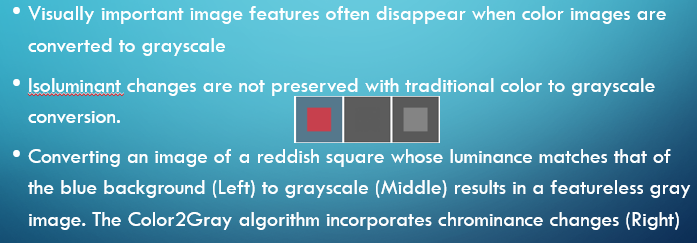 • Visually important image features often disappear when color images are
converted to grayscale
• Isoluminant changes are not preserved with traditional color to grayscale
conversion.
• Converting an image of a reddish square whose luminance matches that of
the blue background (Left) to grayscale (Middle) results in a featureless gray
image. The Color2Gray algorithm incorporates chrominance changes (Right)